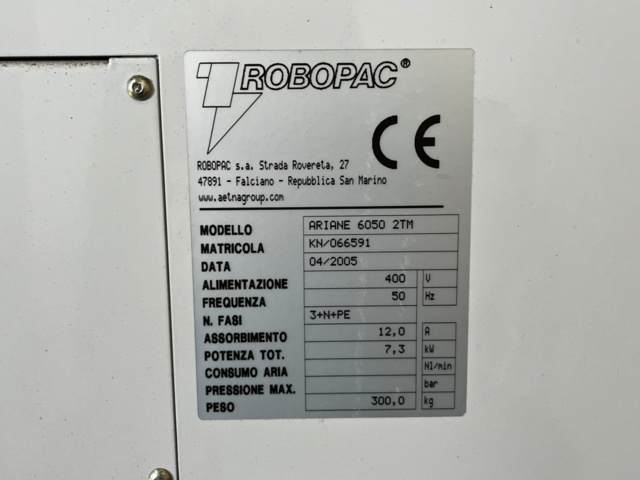 ROBOPAC®
CE
ROBOPAC s.a. Strada Rovereta, 27
47891 - Falciano - Repubblica San Marino
www.aetnagroup.com
MODELLO ARIANE 6050 2TM
MATRICOLA KN/066591
DATA 04/2005
ALIMENTAZIONE 400 V
FREQUENZA 50 Hz
N. FASI 3+N+PE
ASSORBIMENTO 12,0 A
POTENZA TOT. 7,3 kW
CONSUMO ARIA Nl/min
PRESSIONE MAX. bar
PESO 300,0 kg